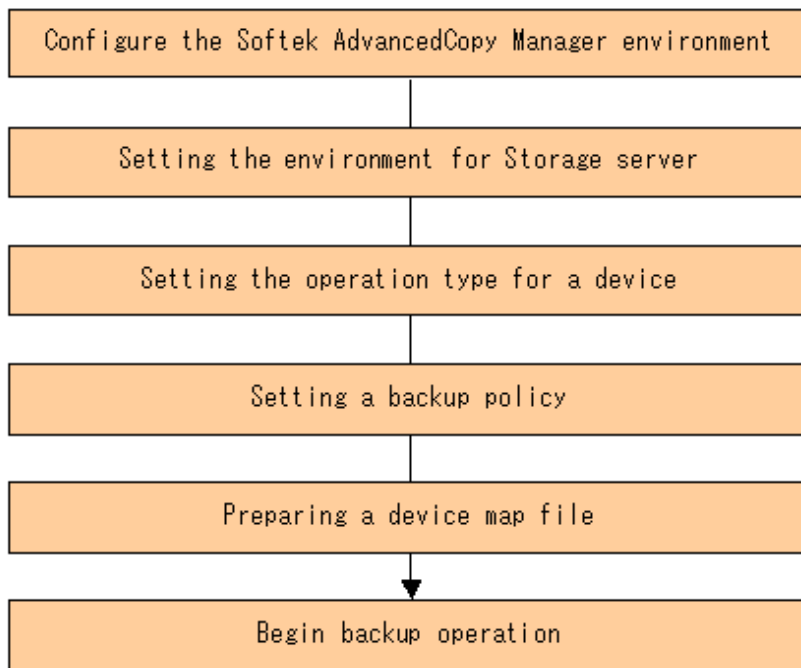 Configure the Softek AdvancedCopy Manager environment
Setting the environment for Storage server
Setting the operation type for a device
Setting a backup policy
Preparing a device map file
Begin backup operation